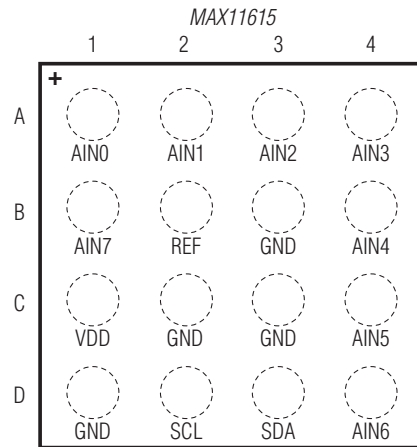 MAX11615
1 2 3 4
+
A
AIN0 AIN1 AIN2 AIN3
B
AIN7 REF GND AIN4
C
VDD GND GND AIN5
D
GND SCL SDA AIN6